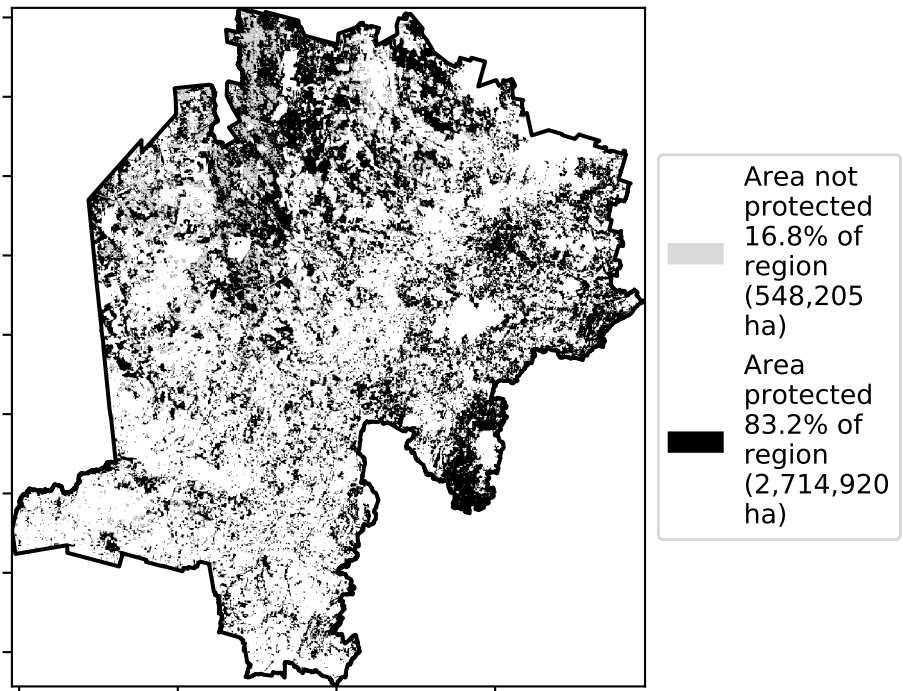 Area not
protected
16.8% of
region
(548,205
ha)
Area
protected
83.2% of
region
(2,714,920
ha)